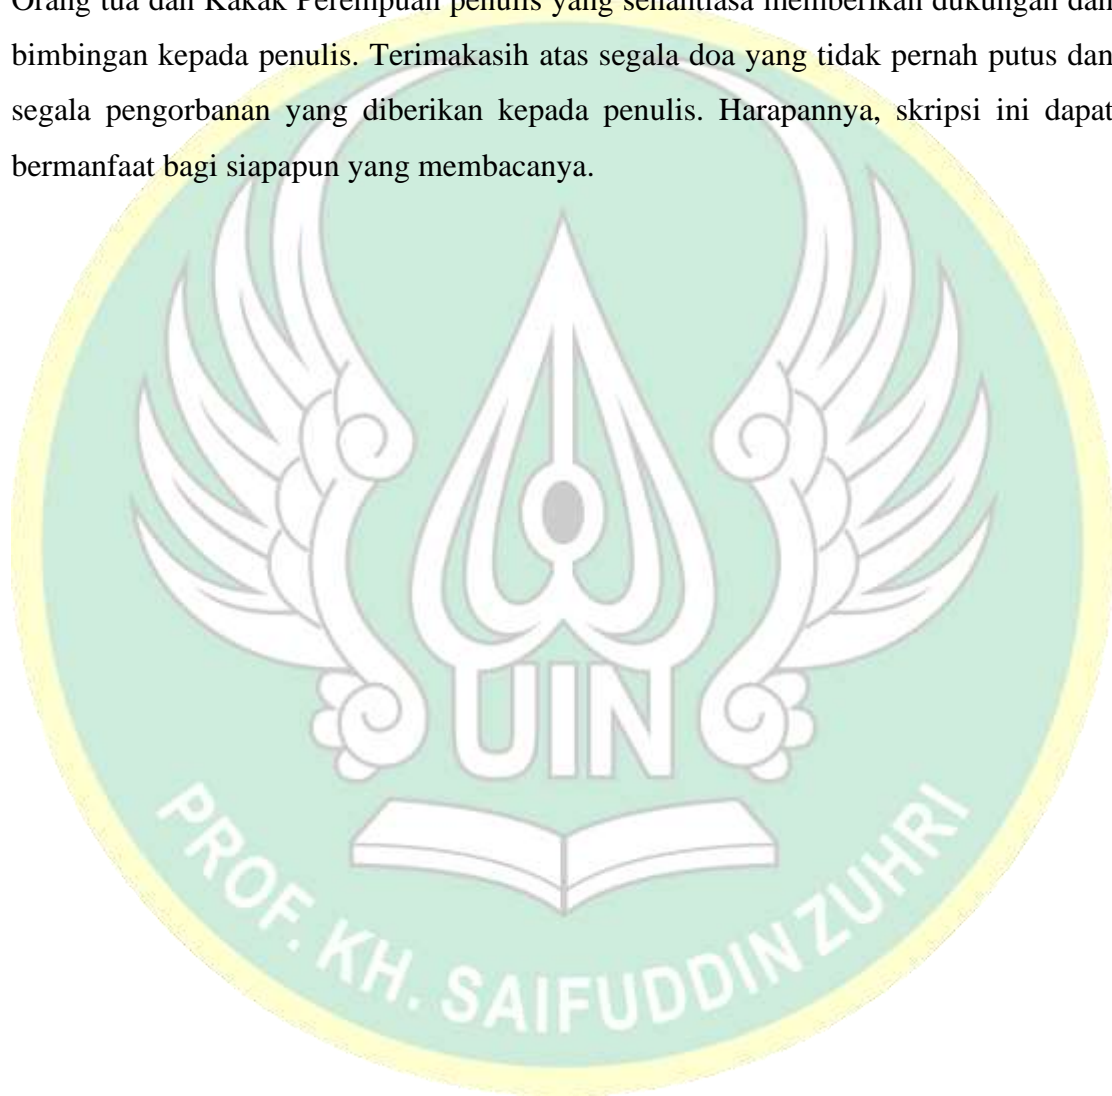 Orang tua dan Kakak Perempuan penulis yang senantiasa memberikan dukungan dan
bimbingan kepada penulis. Terimakasih atas segala doa yang tidak pernah putus dan
segala pengorbanan yang diberikan kepada penulis. Harapannya, skripsi ini dapat
bermanfaat bagi siapapun yang membacanya.
UIN
PROF. KH. SAIFUDDIN ZUHRI